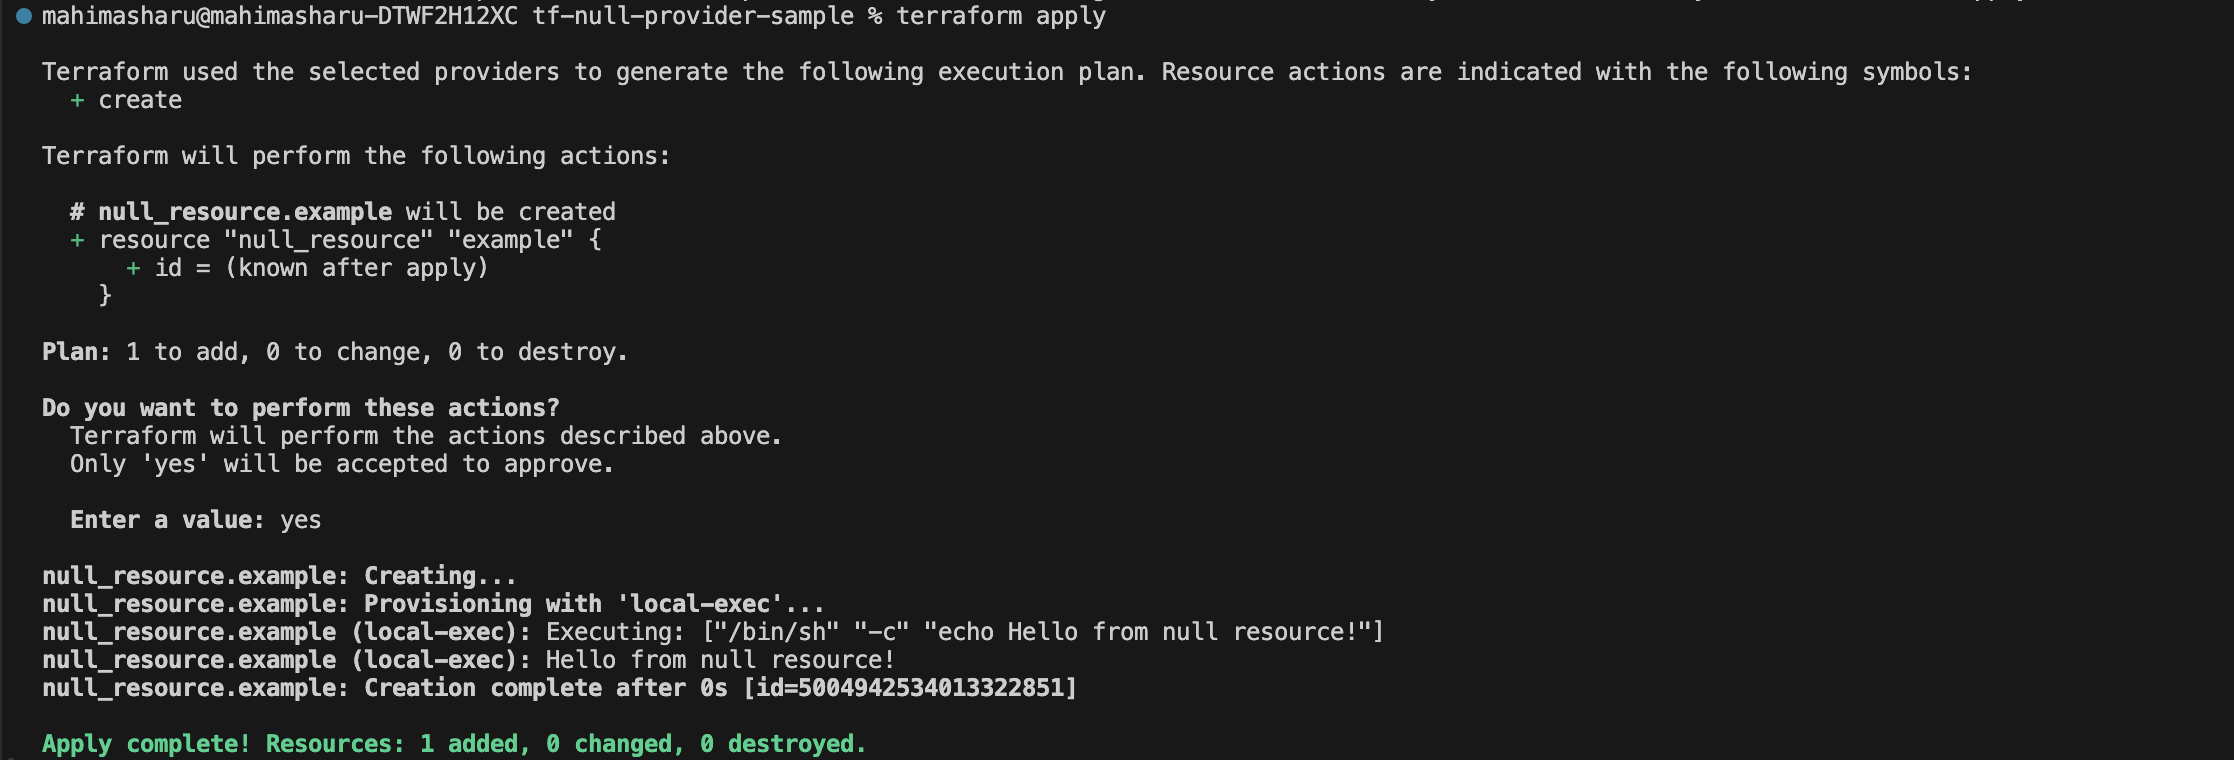 mahimasharu@mahimasharu-DTWF2H12XC tf-null-provider-sample % terraform apply
Terraform used the selected providers to generate the following execution plan. Resource actions are indicated with the following symbols:
+ create
Terraform will perform the following actions:
# null_resource.example will be created
+ resource "null_resource" "example" {
+ id = (known after apply)
}
Plan: 1 to add, 0 to change, 0 to destroy.
Do you want to perform these actions?
Terraform will perform the actions described above.
Only 'yes' will be accepted to approve.
Enter a value: yes
null_resource.example: Creating...
null_resource.example: Provisioning with 'local-exec'...
null_resource.example (local-exec): Executing: ["/bin/sh" "-c" "echo Hello from null resource!"]
null_resource.example (local-exec): Hello from null resource!
null_resource.example: Creation complete after 0s [id=5004942534013322851]
Apply complete! Resources: 1 added, 0 changed, 0 destroyed.